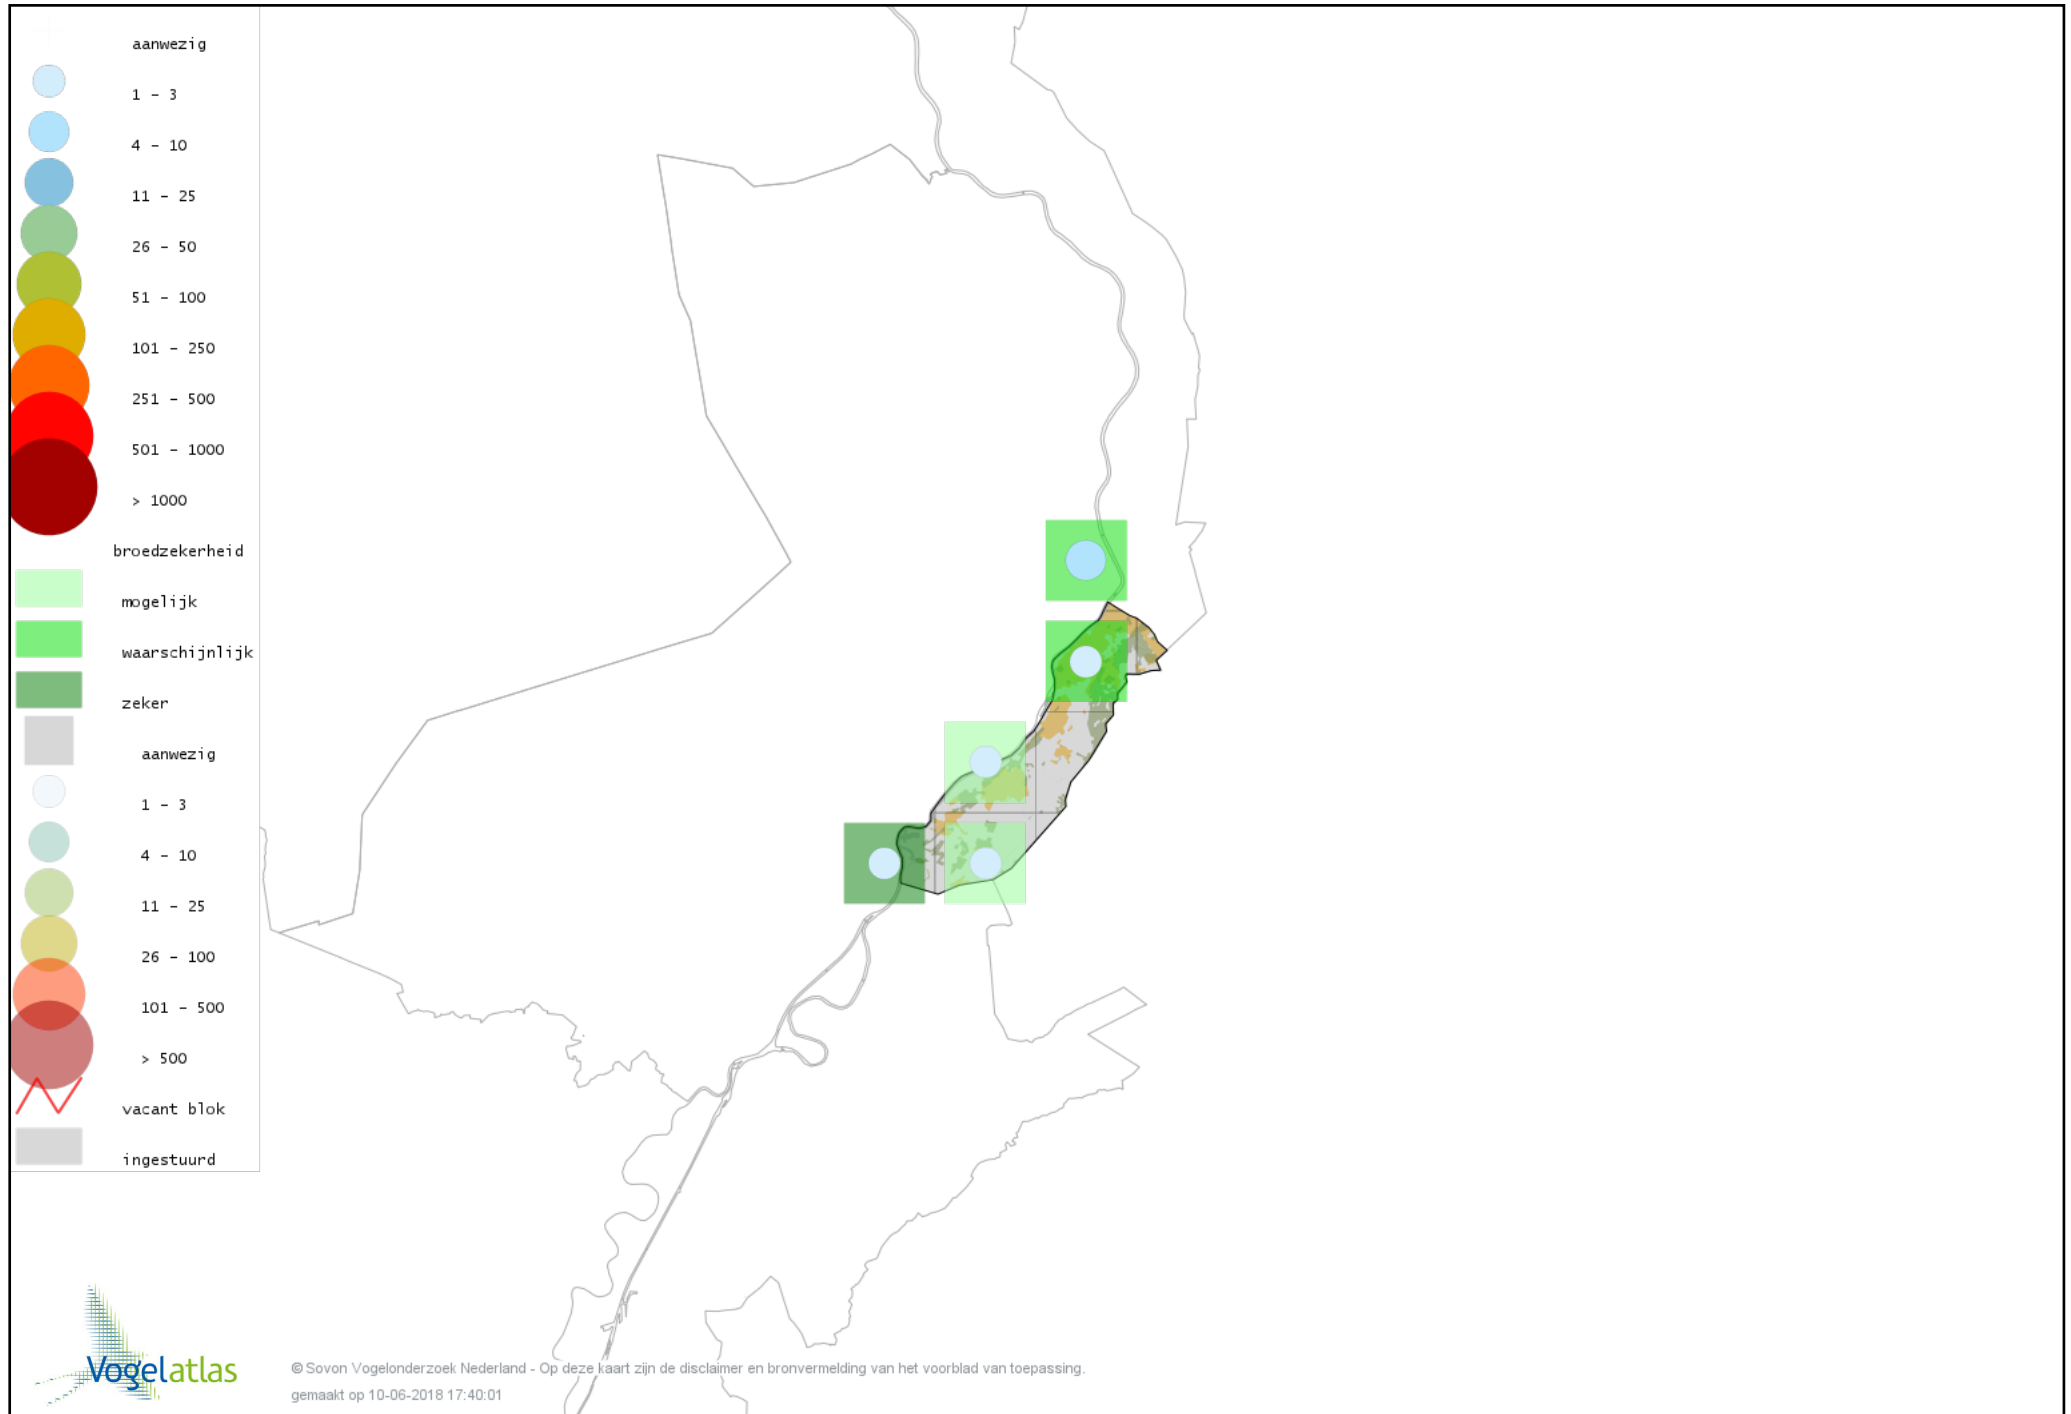 aanwezig
1 - 3
4 - 10
11 - 25
26 - 50
51 - 100
101 - 250
251 - 500
501 - 1000
> 1000
broedzekerheid
mogelijk
waarschijnlijk
zeker
aanwezig
1 - 3
4 - 10
11 - 25
26 - 100
101 - 500
> 500
vacant blok
ingestuurd
Vogelatlas
© Sovon Vogelonderzoek Nederland - Op deze kaart zijn de disclaimer en bronvermelding van het voorblad van toepassing.
gemaakt op 10-06-2018 17:40:01